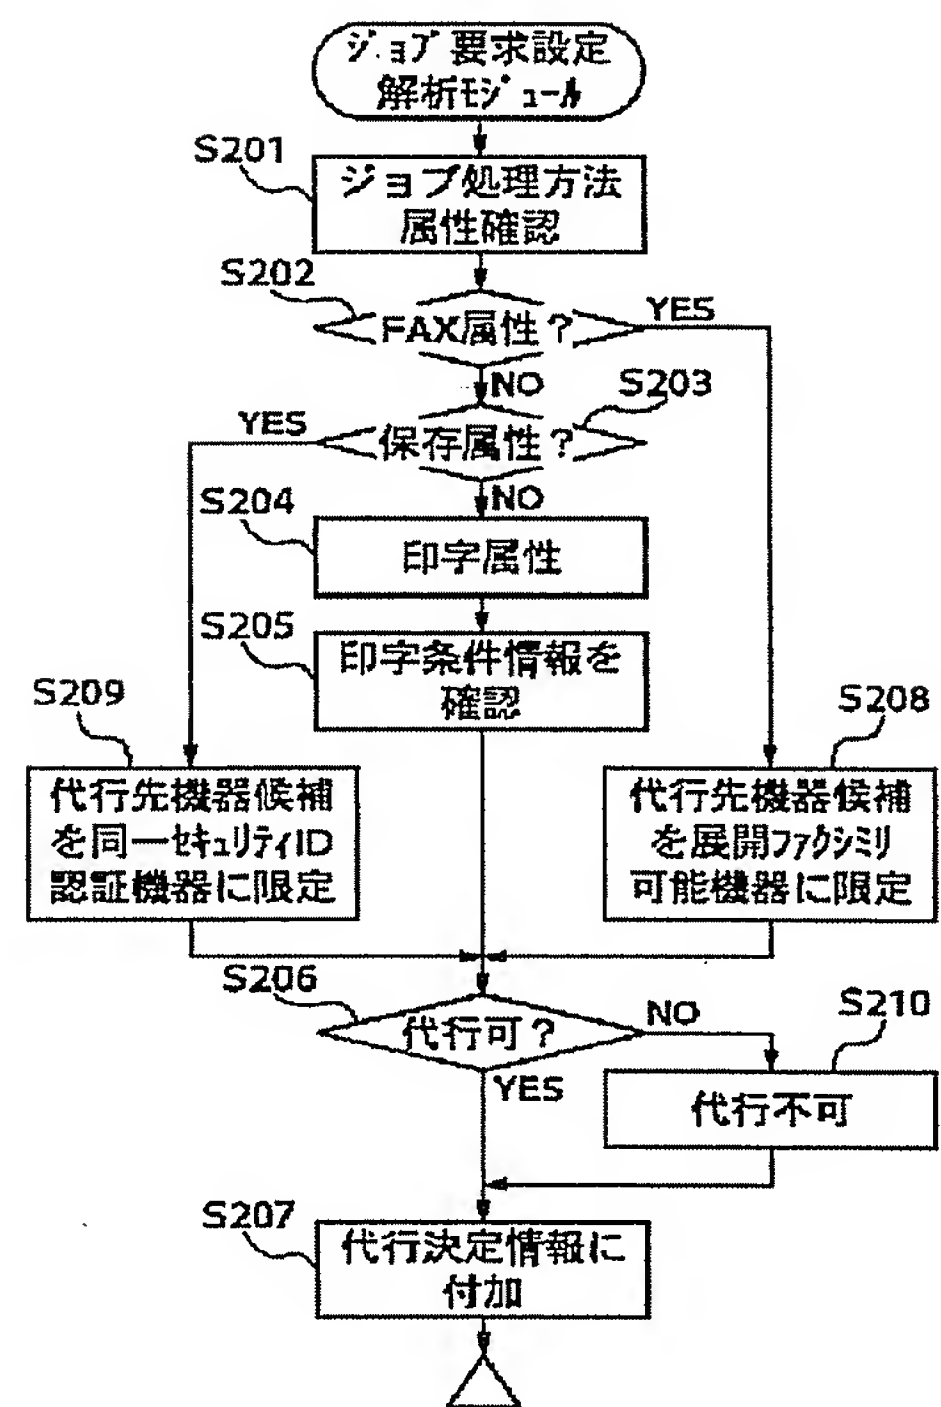 ジョブ要求設定
解析モジュール
S201
ジョブ処理方法
属性確認
S202
FAX属性？
YES
NO
S203
YES
保存属性？
NO
S204
印字属性
S205
印字条件情報を
確認
S209
代行先機器候補
を同一セキュリティID
認証機器に限定
S208
代行先機器候補
を展開ファクシミリ
可能機器に限定
S206
代行可？
NO
YES
S210
代行不可
S207
代行決定情報に
付加